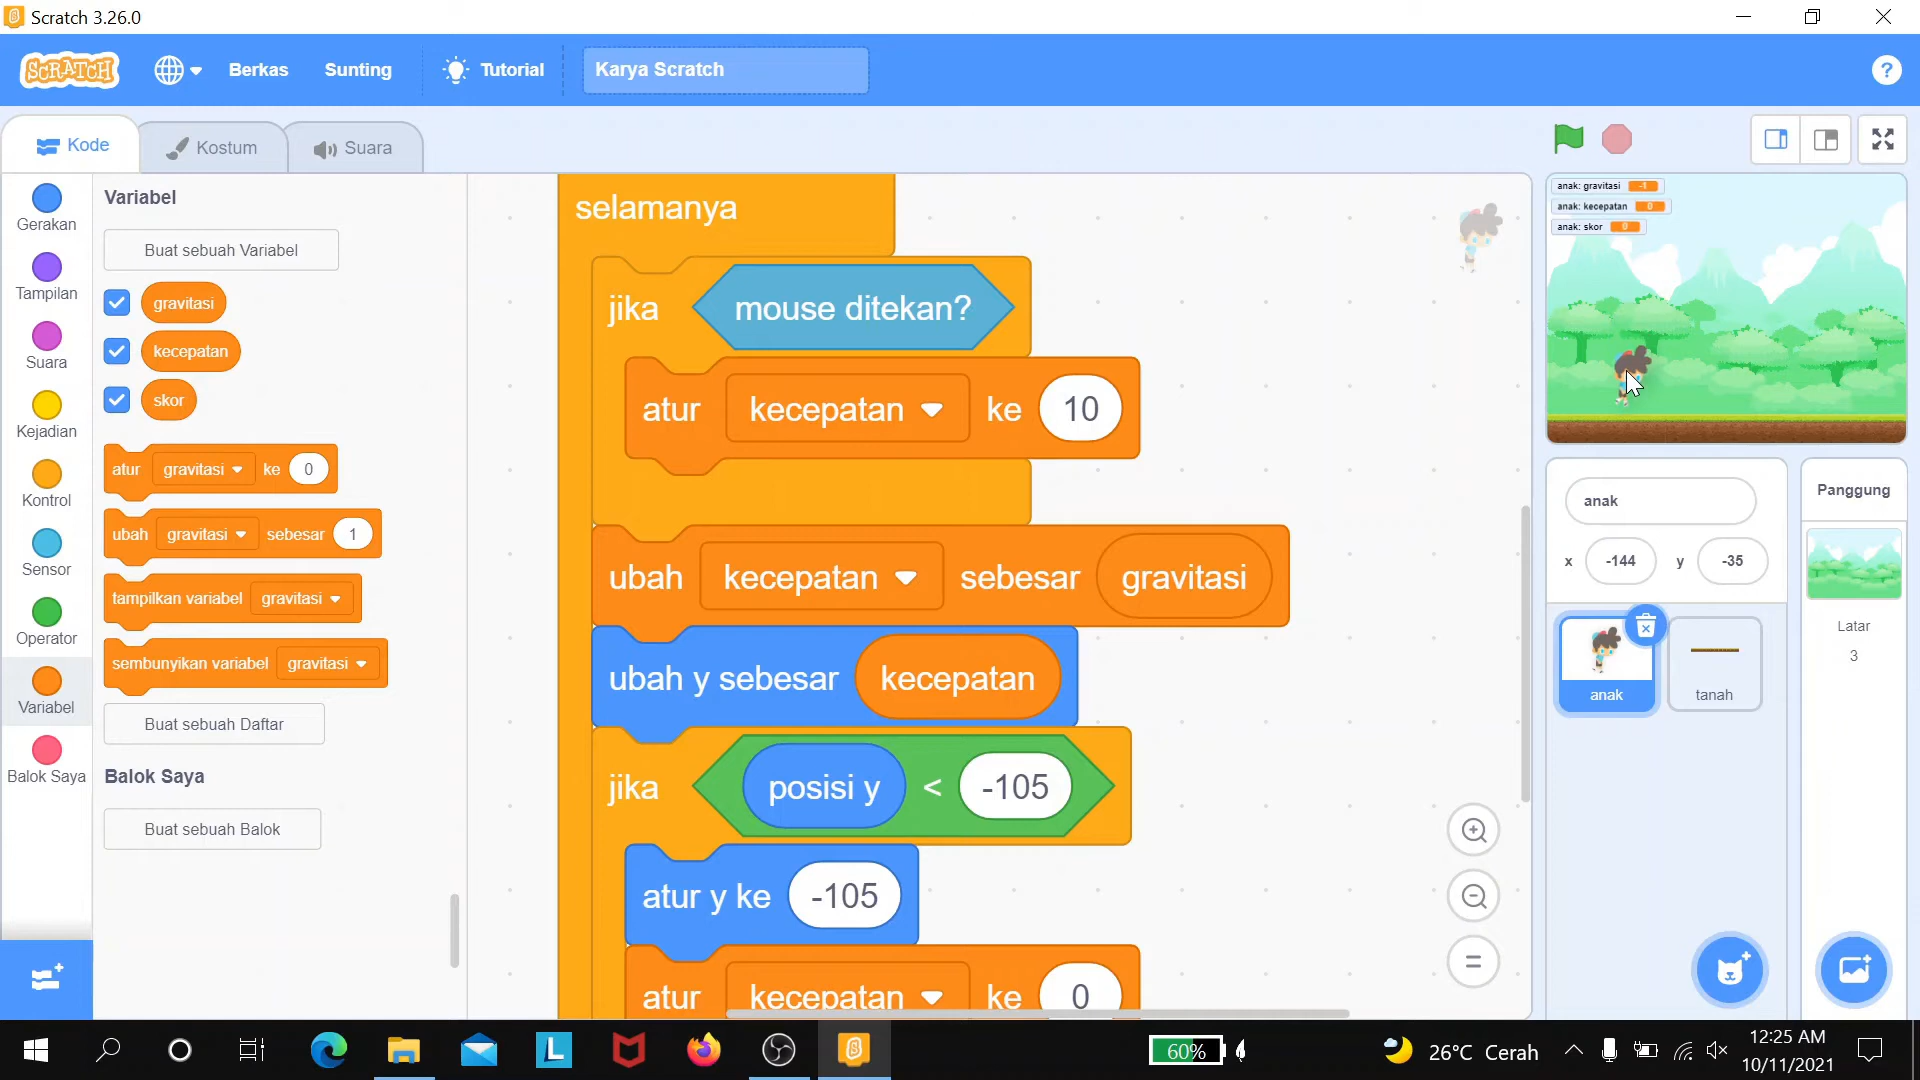 Scratch 3.26.0
SCRATCH
Berkas
Sunting
Tutorial
Karya Scratch
?
Kode
Kostum
Suara
Gerakan
Tampilan
Suara
Kejadian
Kontrol
Sensor
Operator
Variabel
Balok Saya
Variabel
Buat sebuah Variabel
gravitasi
kecepatan
skor
atur gravitasi ke 0
ubah gravitasi sebesar 1
tampilkan variabel gravitasi
sembunyikan variabel gravitasi
Buat sebuah Daftar
Balok Saya
Buat sebuah Balok
selamanya
jika mouse ditekan?
atur kecepatan ke 10
ubah kecepatan sebesar gravitasi
ubah y sebesar kecepatan
jika posisi y < -105
atur y ke -105
atur kecepatan ke 0
anak: gravitasi -1
anak: kecepatan 0
anak: skor 0
anak
x -144 y -35
anak
tanah
Panggung
Latar
3
L
60%
26°C Cerah
12:25 AM
10/11/2021